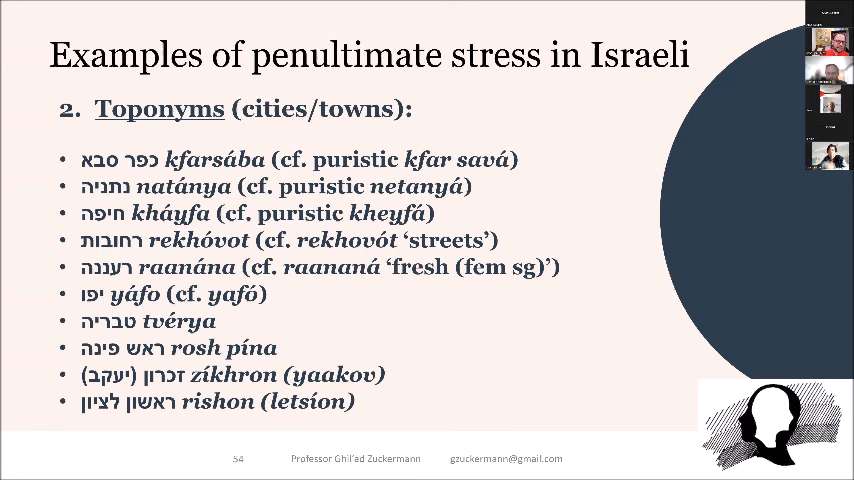 Examples of penultimate stress in Israeli
2. Toponyms (cities/towns):
• כפר סבא kfarsába (cf. puristic kfar savá)
• נתניה natánya (cf. puristic netanyá)
• חיפה kháyfa (cf. puristic kheyfá)
• רחובות rekhóvot (cf. rekhovót ‘streets’)
• רעננה raanána (cf. raananá ‘fresh (fem sg)’)
• יפו yáfo (cf. yafó)
• טבריה tvérya
• ראש פינה rosh pína
• זכרון (יעקב) zíkhron (yaakov)
• ראשון לציון rishon (letsíon)
54 Professor Ghil‘ad Zuckermann gzuckermann@gmail.com